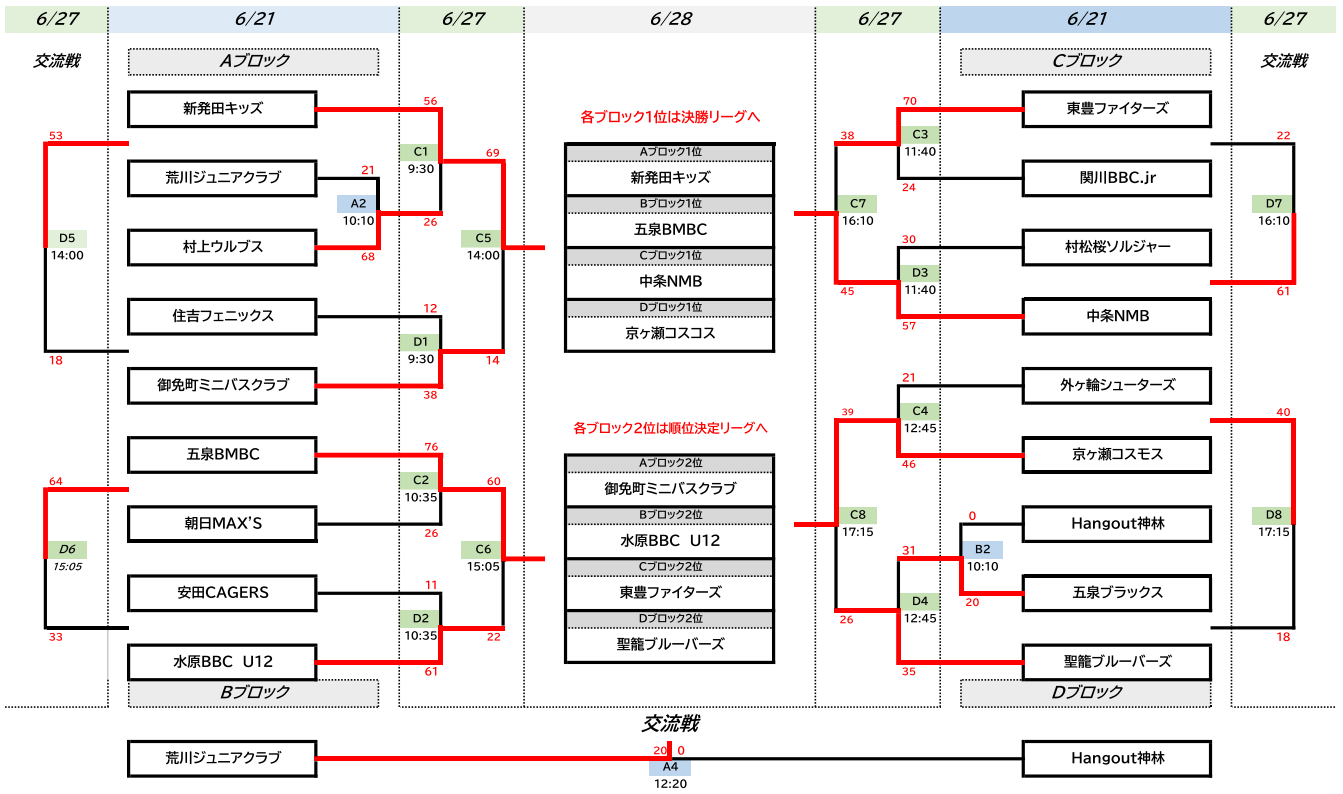 6/27 6/21 6/27 6/28 6/27 6/21 6/27
交流戦 Aブロック Cブロック 交流戦
新発田キッズ 56 各ブロック1位は決勝リーグへ 70 東豊ファイターズ
53 38 C3 22
C1 Aブロック1位 11:40
9:30 69
荒川ジュニアクラブ 21 新発田キッズ 24 関川BBC.jr
A2 Bブロック1位 C7 D7
10:10 26 五泉BMBC 16:10 16:10
D5 村上ウルブス 68 C5 30 村松桜ソルジャー
14:00 14:00 Cブロック1位 D3
中条NMB 45 11:40 61
住吉フェニックス 12 Dブロック1位 57 中条NMB
D1 京ヶ瀬コスコス
18 9:30 14
御免町ミニバスクラブ 38 21 外ヶ輪シューターズ
各ブロック2位は順位決定リーグへ 39 C4 40
12:45
五泉BMBC 76 Aブロック2位 46 京ヶ瀬コスモス
64 C2 60 御免町ミニバスクラブ
10:35
朝日MAX'S 26 Bブロック2位 C8 0 Hangout神林 D8
水原BBC U12 17:15 17:15
D6 C6 31 B2
15:05 15:05 Cブロック2位 10:10
安田CAGERS 11 東豊ファイターズ 20 五泉ブラックス
D2 Dブロック2位 26 D4
33 10:35 22 12:45 18
水原BBC U12 61 聖籠ブルーバーズ 35 聖籠ブルーバーズ
Bブロック Dブロック
交流戦
荒川ジュニアクラブ 20 0 Hangout神林
A4
12:20